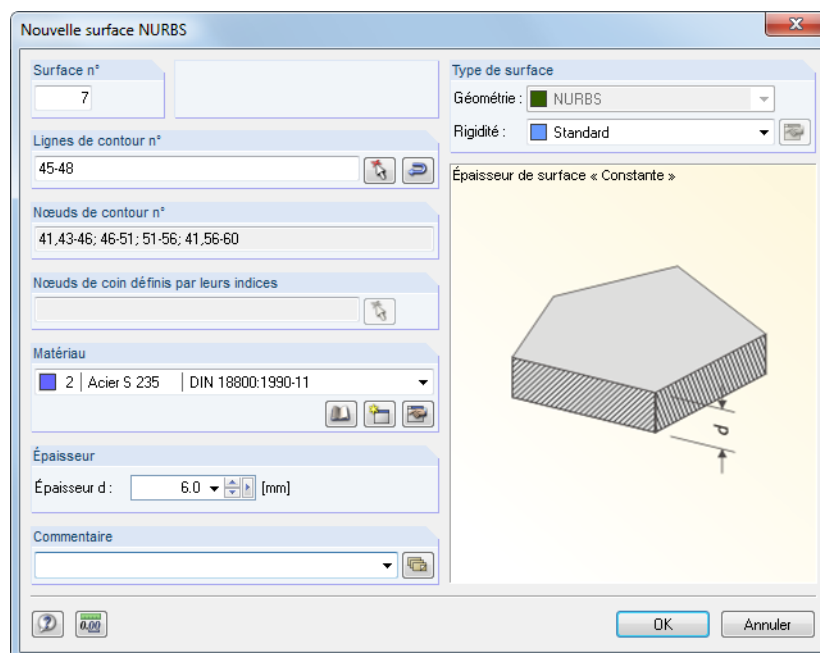 Nouvelle surface NURBS
Surface n°
7
Lignes de contour n°
45-48
Nœuds de contour n°
41,43-46; 46-51; 51-56; 41,56-60
Nœuds de coin définis par leurs indices
Matériau
2 | Acier S 235 | DIN 18800:1990-11
Épaisseur
Épaisseur d : 6.0 [mm]
Commentaire
Type de surface
Géométrie : NURBS
Rigidité : Standard
Épaisseur de surface « Constante »
d
0.00
OK
Annuler